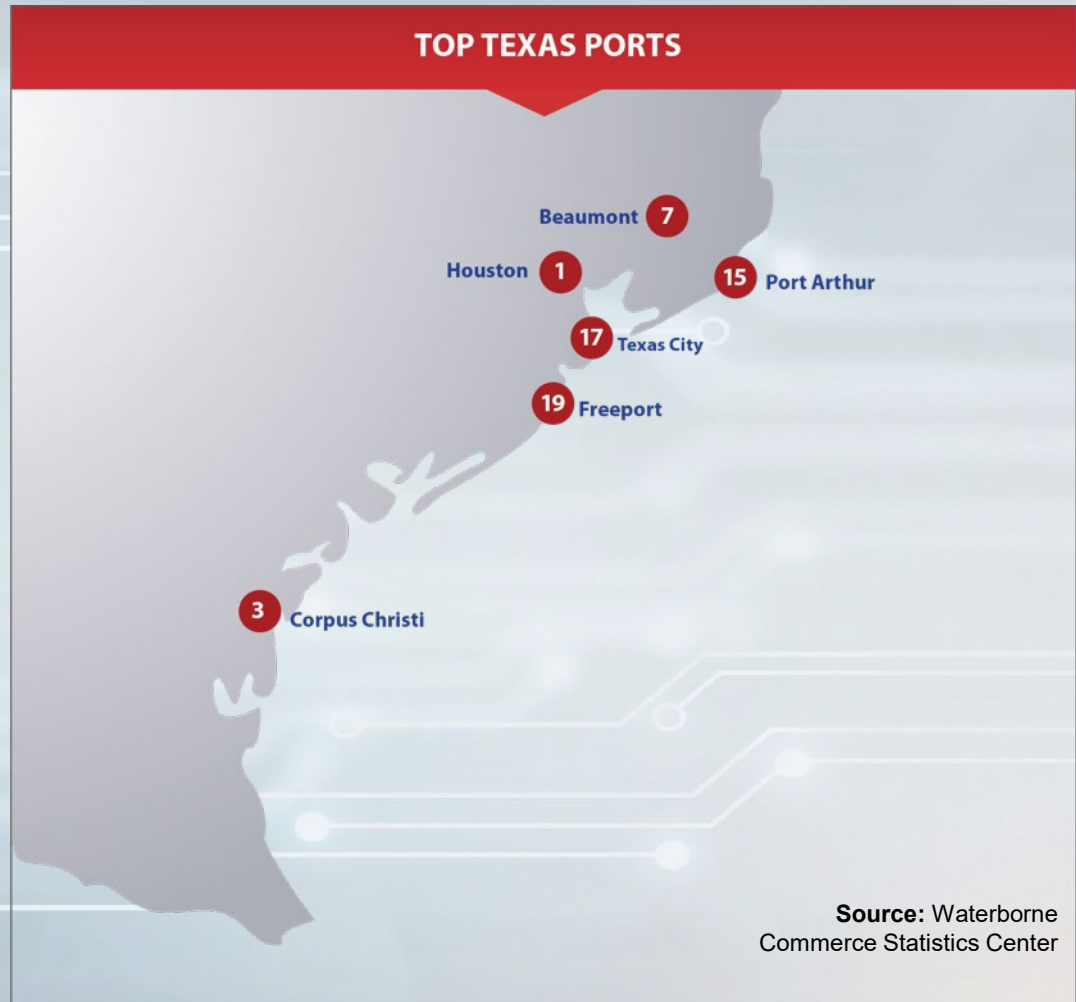 TOP TEXAS PORTS
Beaumont 7
Houston 1
15 Port Arthur
17 Texas City
19 Freeport
3 Corpus Christi
Source: Waterborne
Commerce Statistics Center